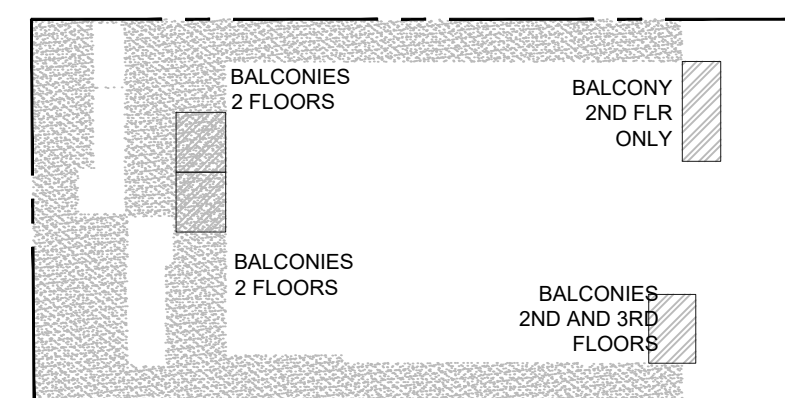 BALCONIES
2 FLOORS
BALCONY
2ND FLR
ONLY
BALCONIES
2 FLOORS
BALCONIES
2ND AND 3RD
FLOORS